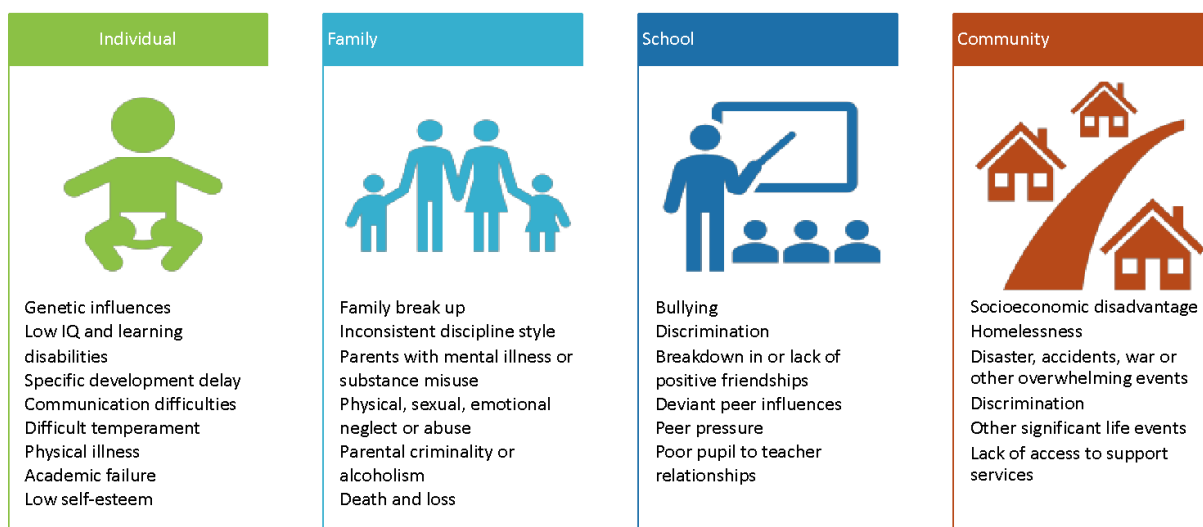 Individual
Genetic influences
Low IQ and learning
disabilities
Specific development delay
Communication difficulties
Difficult temperament
Physical illness
Academic failure
Low self-esteem
Family
Family break up
Inconsistent discipline style
Parents with mental illness or
substance misuse
Physical, sexual, emotional
neglect or abuse
Parental criminality or
alcoholism
Death and loss
School
Bullying
Discrimination
Breakdown in or lack of
positive friendships
Deviant peer influences
Peer pressure
Poor pupil to teacher
relationships
Community
Socioeconomic disadvantage
Homelessness
Disaster, accidents, war or
other overwhelming events
Discrimination
Other significant life events
Lack of access to support
services